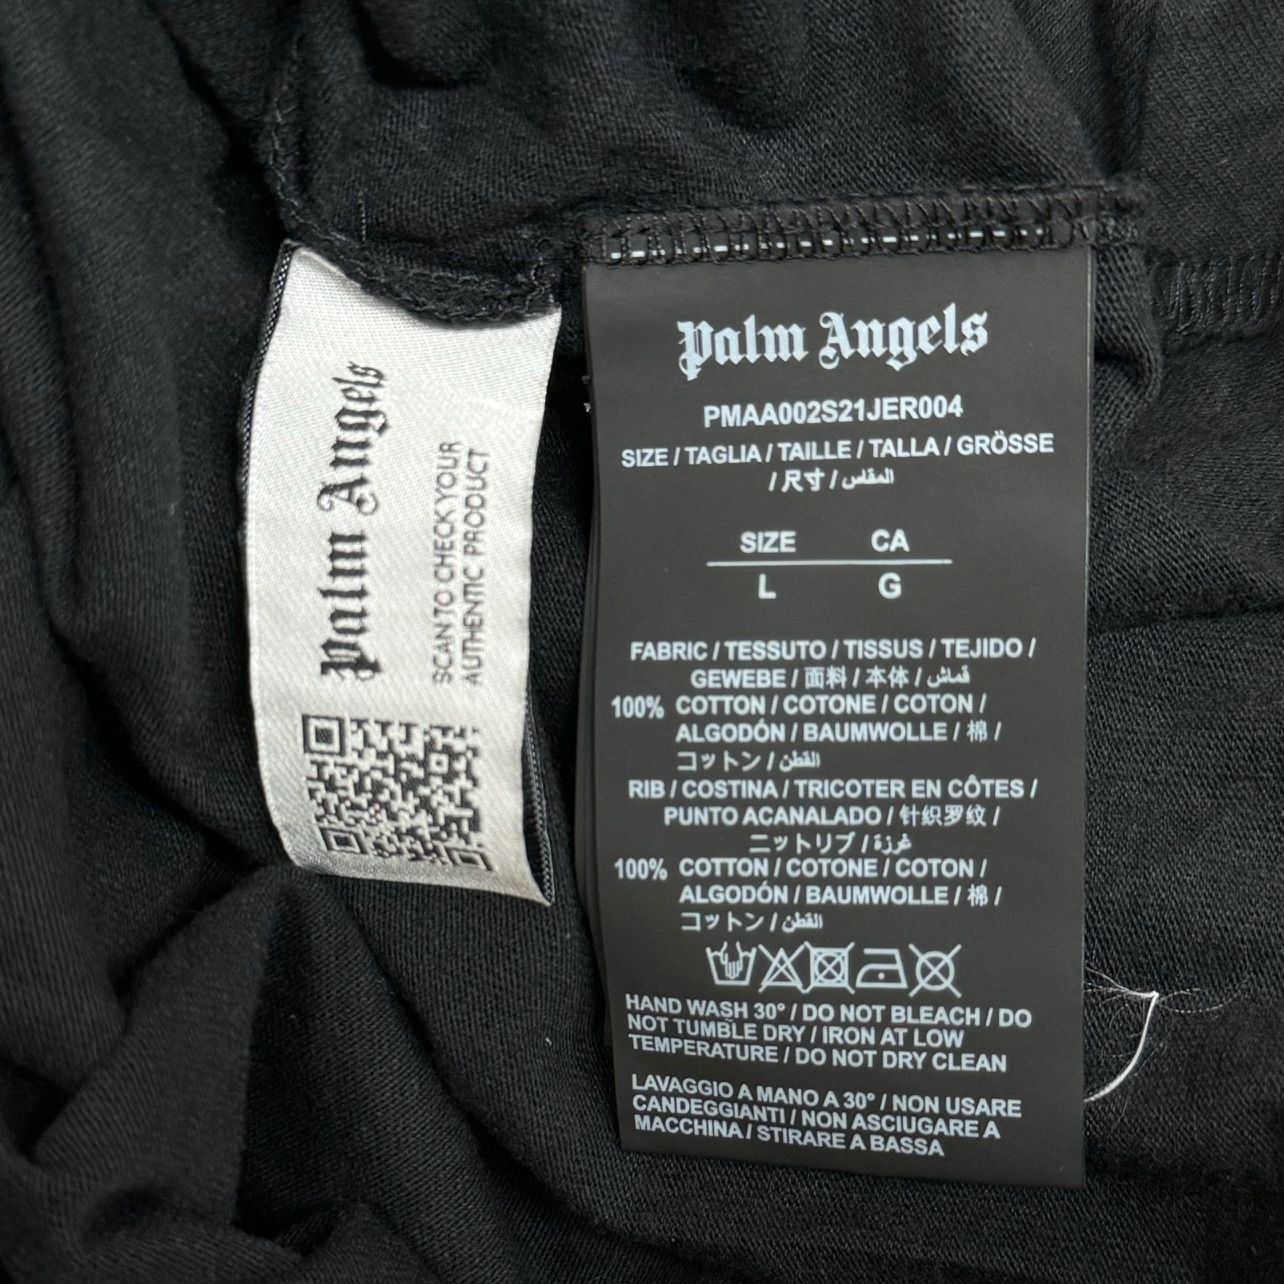 Palm Angels
SCAN TO CHECK YOUR
AUTHENTIC PRODUCT
Palm Angels
PMAA002S21JER004
SIZE / TAGLIA / TAILLE / TALLA / GRÖSSE
/ 尺寸 / المقاس
SIZE CA
L G
FABRIC / TESSUTO / TISSUS / TEJIDO /
GEWEBE / 面料 / 本体 / قماش
100% COTTON / COTONE / COTON /
ALGODÓN / BAUMWOLLE / 棉 /
コットン / القطن
RIB / COSTINA / TRICOTER EN CÔTES /
PUNTO ACANALADO / 针织罗纹 /
ニットリブ / غرزة
100% COTTON / COTONE / COTON /
ALGODÓN / BAUMWOLLE / 棉 /
コットン / القطن
HAND WASH 30° / DO NOT BLEACH / DO
NOT TUMBLE DRY / IRON AT LOW
TEMPERATURE / DO NOT DRY CLEAN
LAVAGGIO A MANO A 30° / NON USARE
CANDEGGIANTI / NON ASCIUGARE A
MACCHINA / STIRARE A BASSA